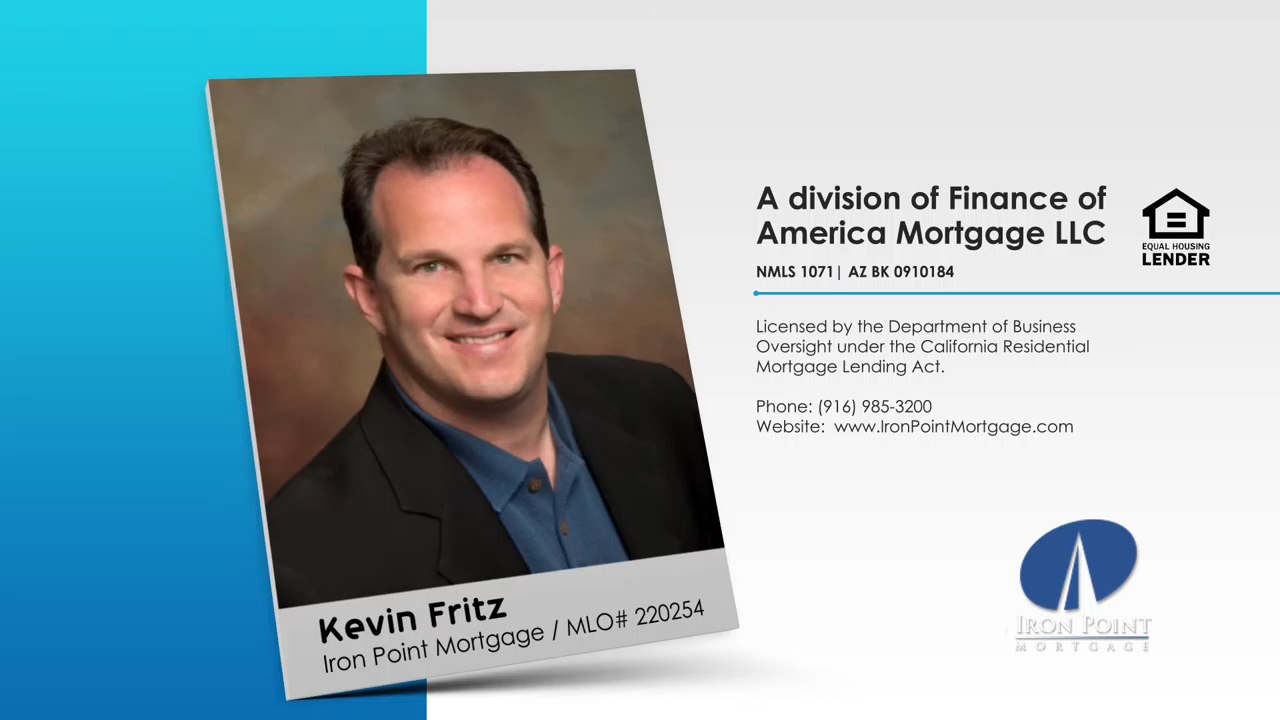 A division of Finance of
America Mortgage LLC
NMLS 1071| AZ BK 0910184
EQUAL HOUSING
LENDER
Licensed by the Department of Business
Oversight under the California Residential
Mortgage Lending Act.
Phone: (916) 985-3200
Website:  www.IronPointMortgage.com
Kevin Fritz
Iron Point Mortgage / MLO# 220254
IRON POINT
MORTGAGE